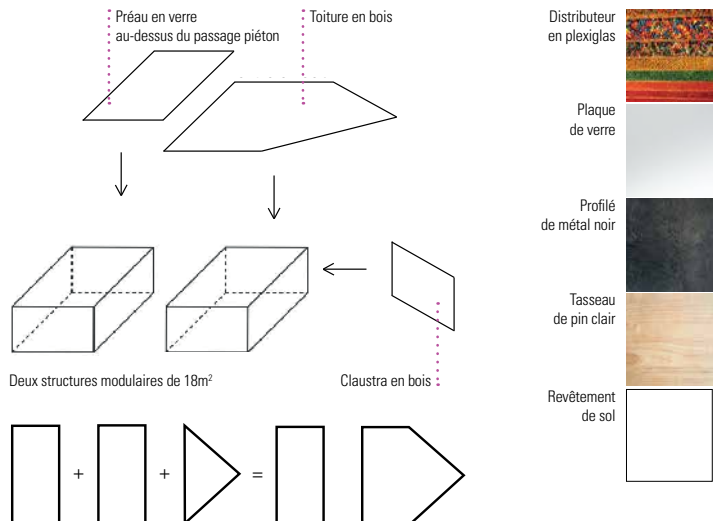 Préau en verre
au-dessus du passage piéton
Toiture en bois
Deux structures modulaires de 18m²
Claustra en bois
+ + =
Distributeur
en plexiglas
Plaque
de verre
Profilé
de métal noir
Tasseau
de pin clair
Revêtement
de sol